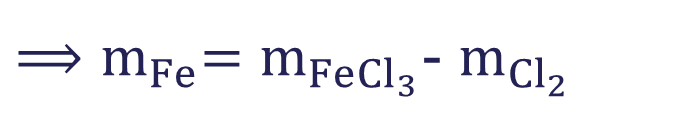 ⟹ m_Fe = m_FeCl₃ - m_Cl₂